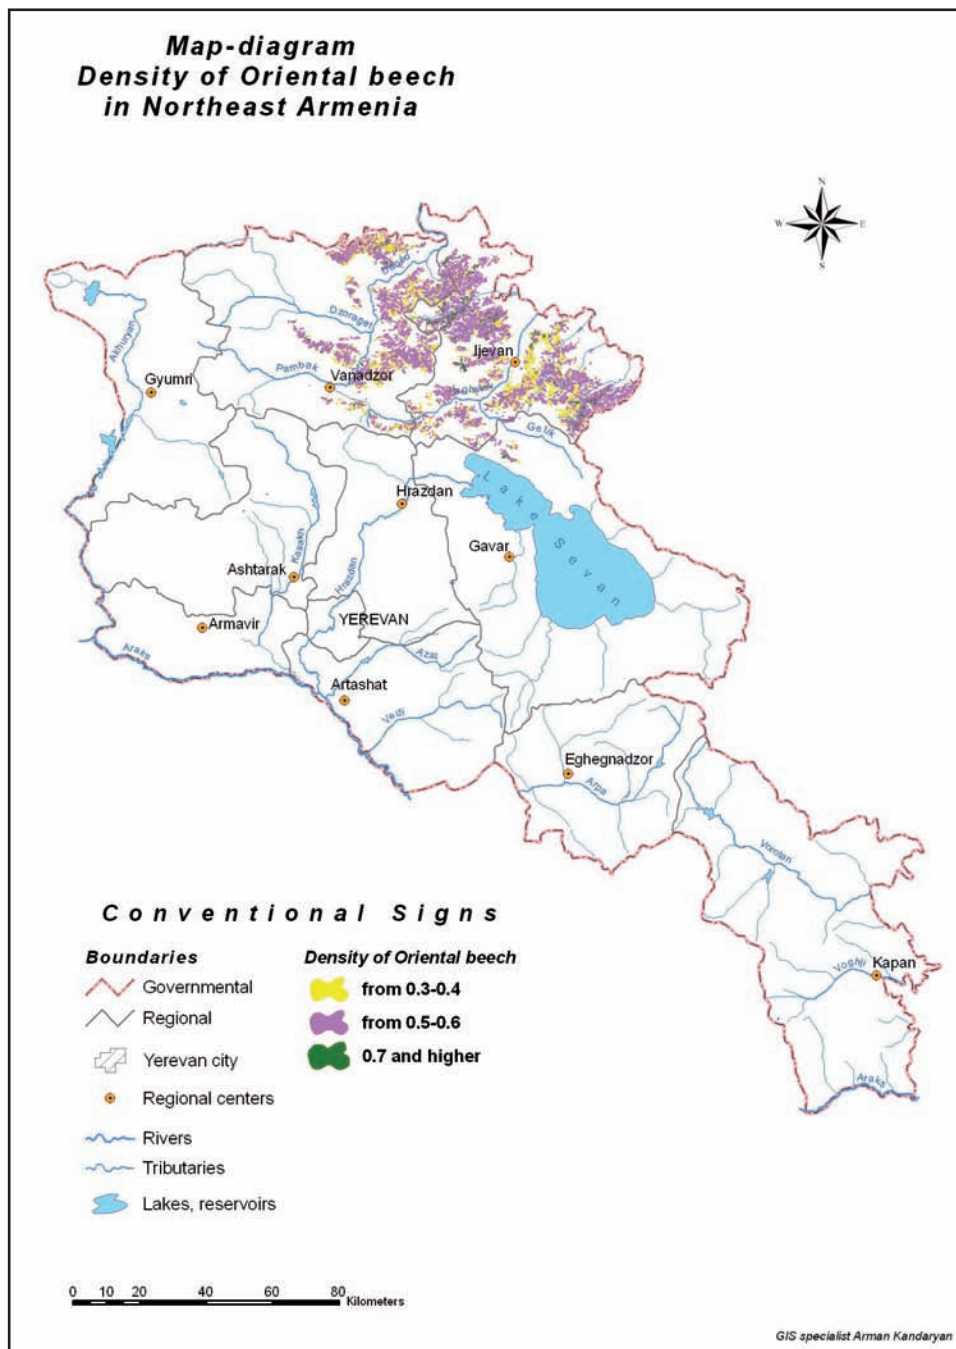 Map-diagram
Density of Oriental beech
in Northeast Armenia
N
W E
S
Debed
Dzoraget
Akhuryan
Ijevan
Pambak
Vanadzor
Gyumri
Getik
Hrazdan
Lake Sevan
Gavar
Kasakh
Ashtarak
Hrazdan
Armavir
YEREVAN
Araks
Azat
Artashat
Vedi
Eghegnadzor
Arpa
Vorotan
Voghji
Kapan
Araks
Conventional Signs
Boundaries
Governmental
Regional
Yerevan city
Regional centers
Rivers
Tributaries
Lakes, reservoirs
Density of Oriental beech
from 0.3-0.4
from 0.5-0.6
0.7 and higher
0 10 20 40 60 80
Kilometers
GIS specialist Arman Kandaryan